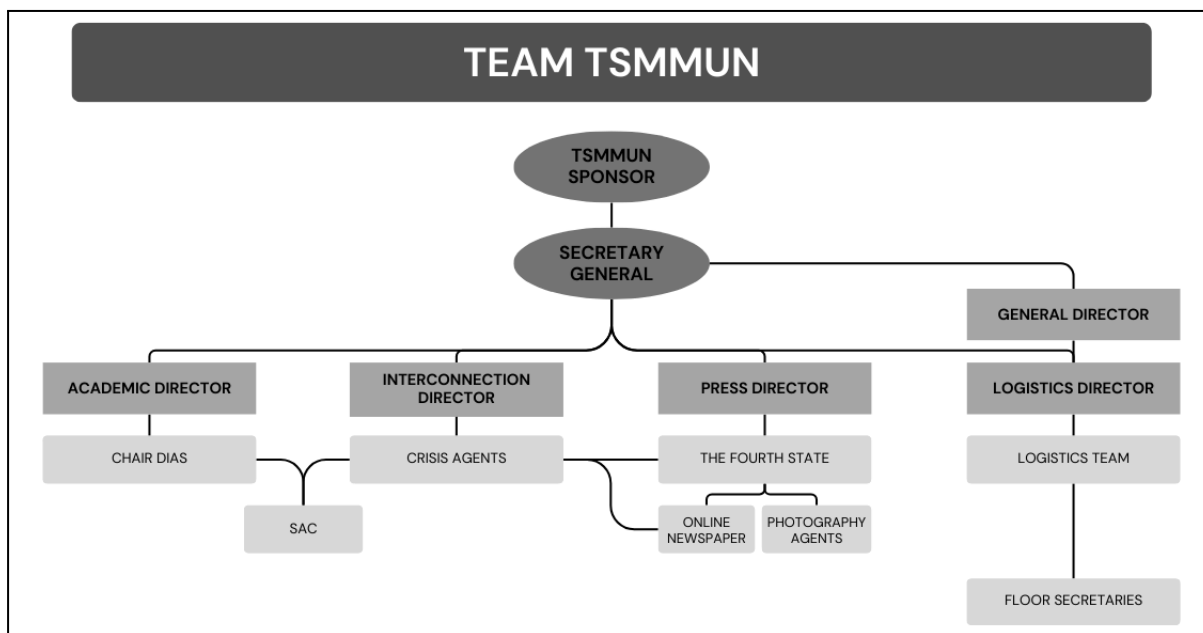 TEAM TSMMUN
TSMMUN
SPONSOR
SECRETARY
GENERAL
GENERAL DIRECTOR
ACADEMIC DIRECTOR
INTERCONNECTION
DIRECTOR
PRESS DIRECTOR
LOGISTICS DIRECTOR
CHAIR DIAS
CRISIS AGENTS
THE FOURTH STATE
LOGISTICS TEAM
SAC
ONLINE
NEWSPAPER
PHOTOGRAPHY
AGENTS
FLOOR SECRETARIES